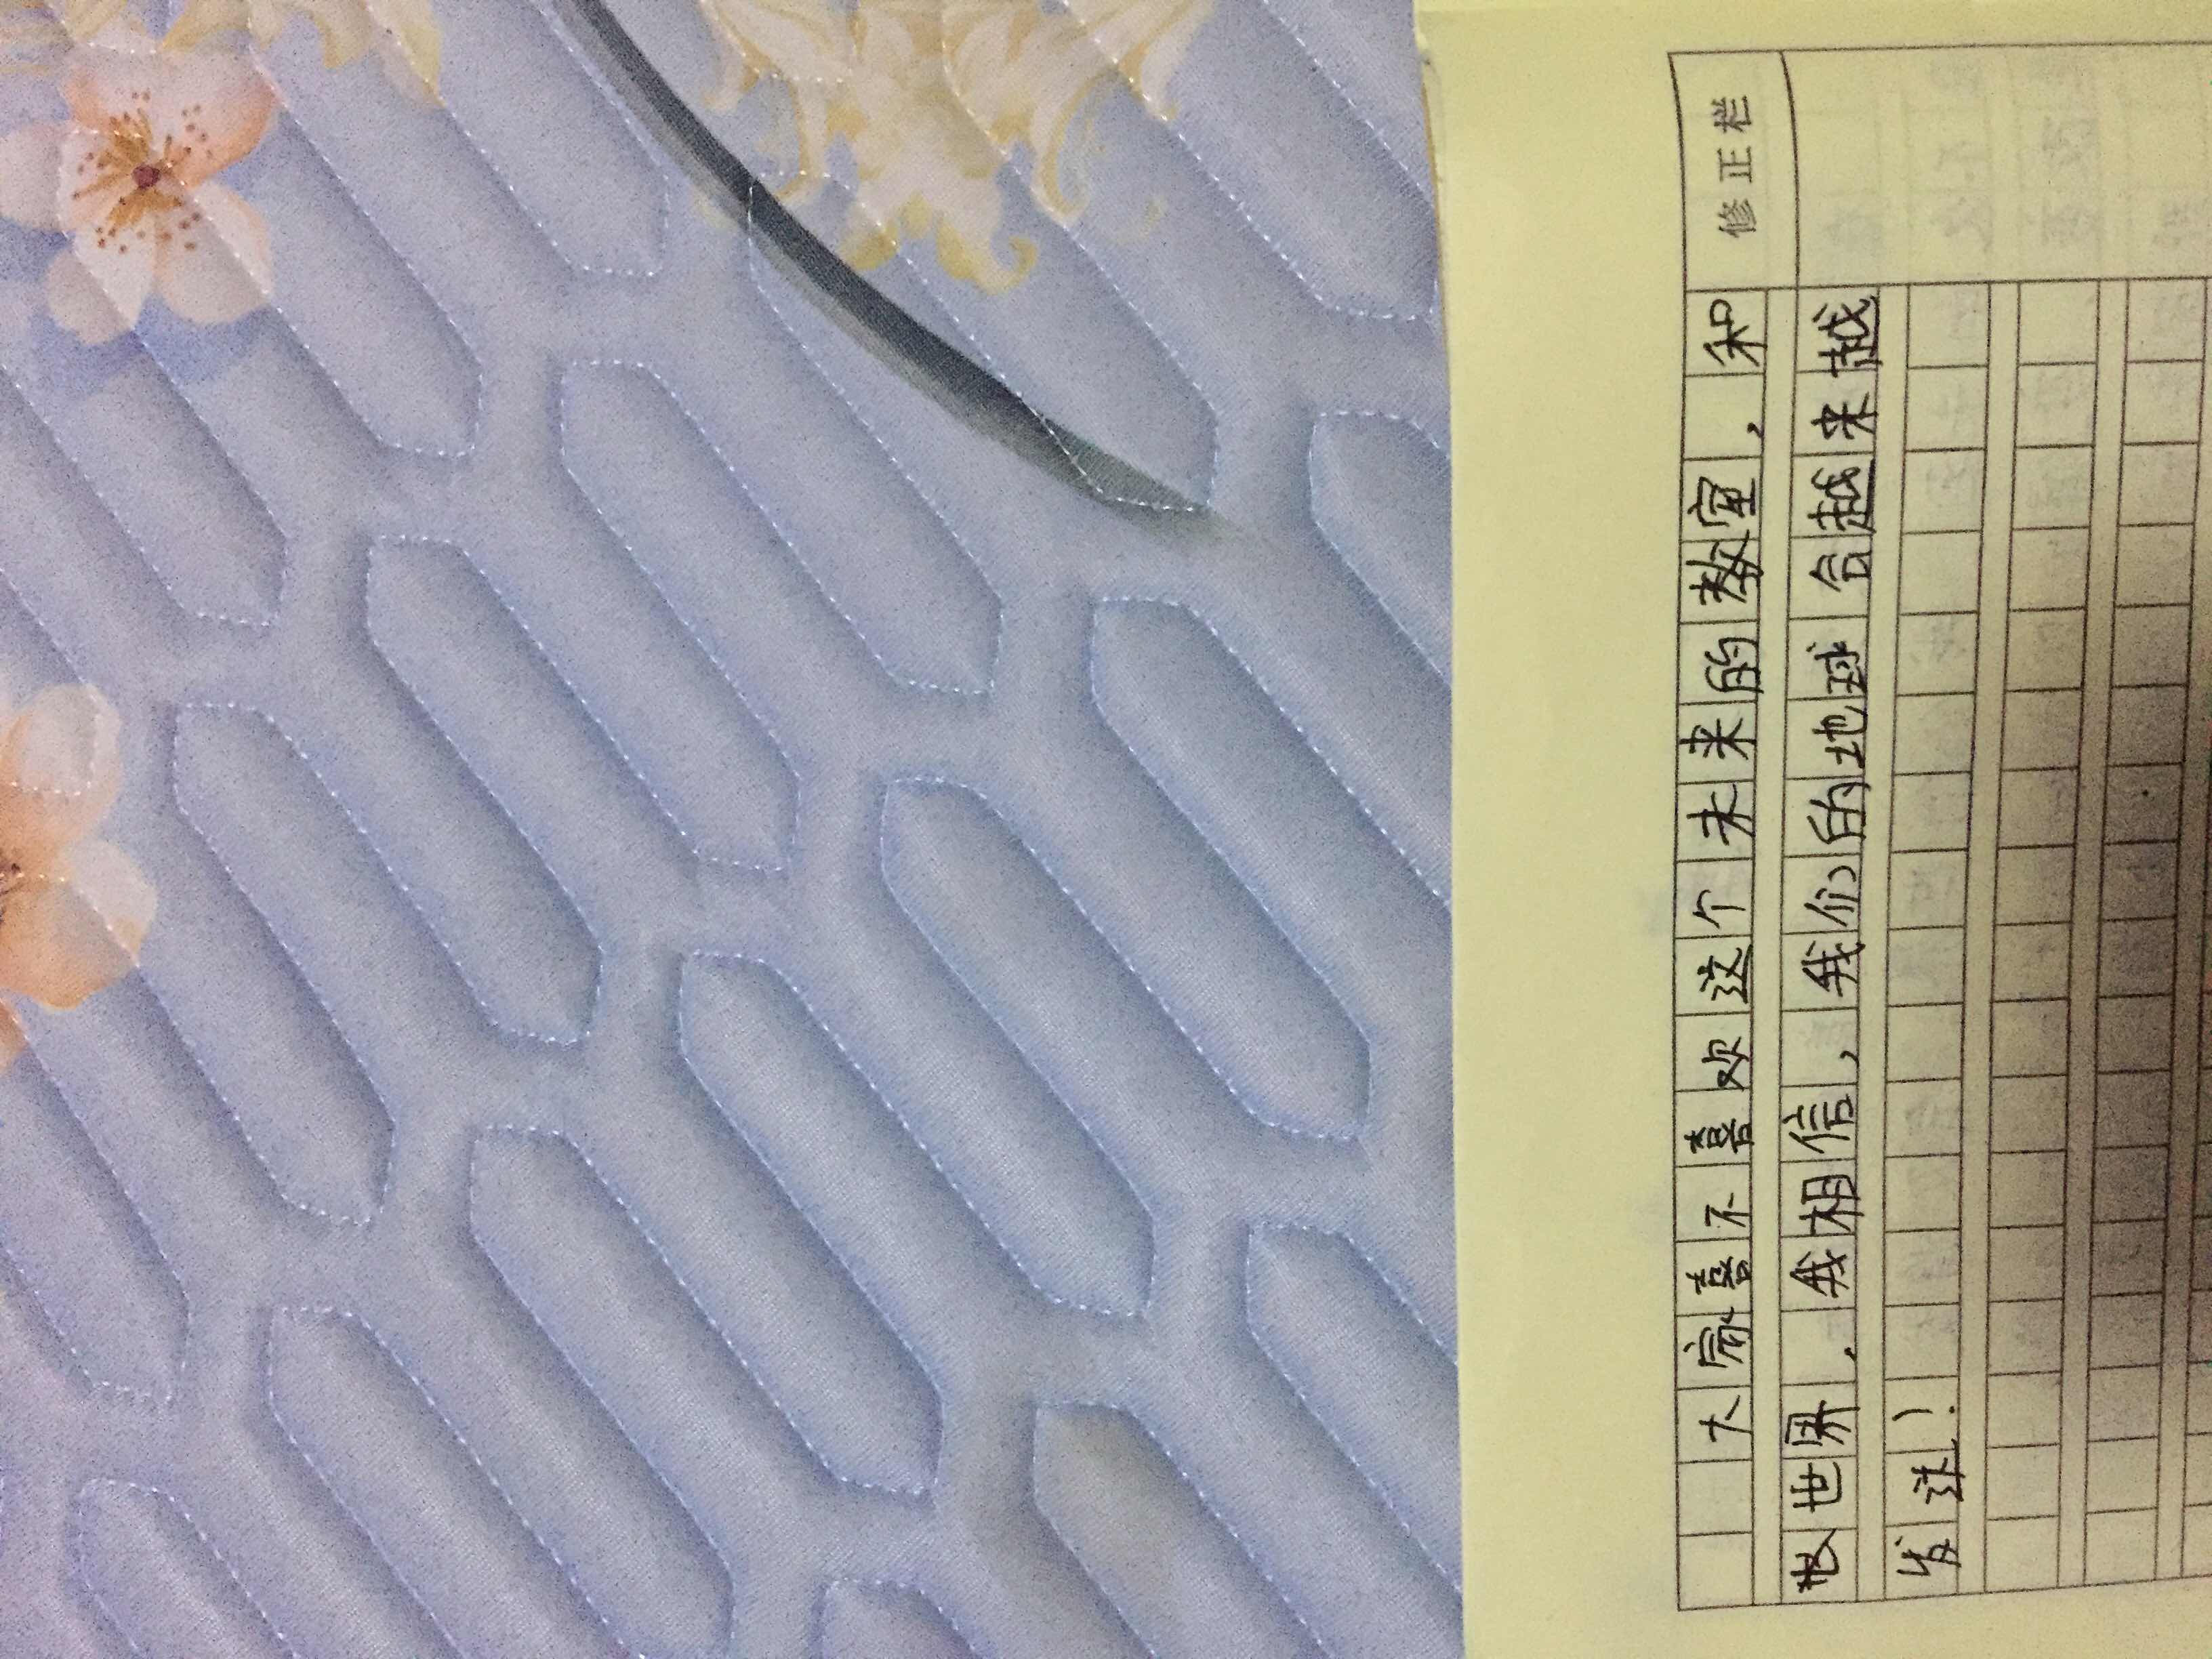 修正栏
大家喜不喜欢这个未来的教室,和
世界,我相信,我们的地球会越来越
发达!